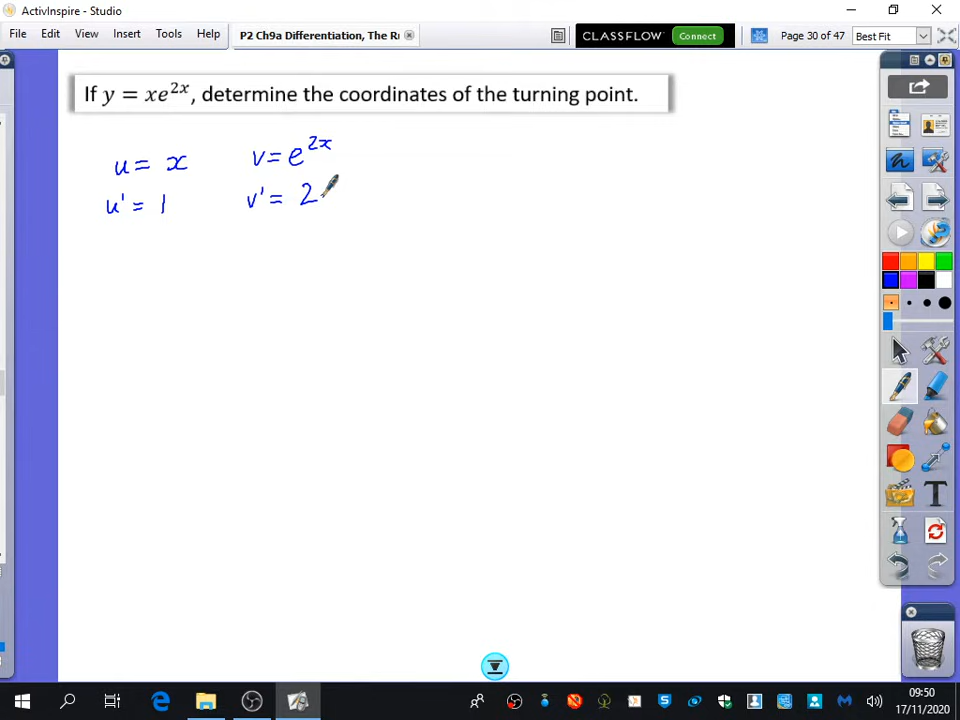 ActivInspire - Studio
File Edit View Insert Tools Help P2 Ch9a Differentiation, The Ru CLASSFLOW Connect Page 30 of 47 Best Fit
If y = xe^{2x}, determine the coordinates of the turning point.
u = x v = e^{2x}
u' = 1 v' = 2
T
09:50
17/11/2020